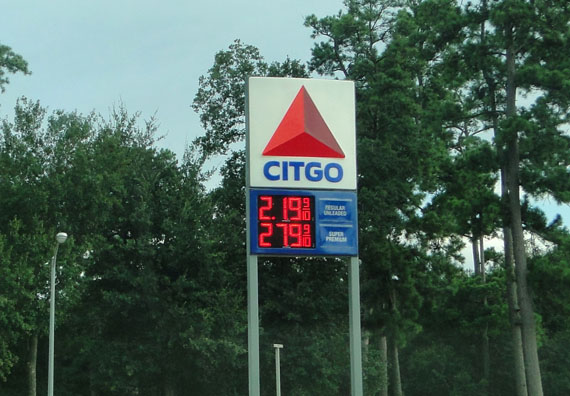 CITGO
2.19 9/10 REGULAR UNLEADED
2.79 9/10 SUPER PREMIUM